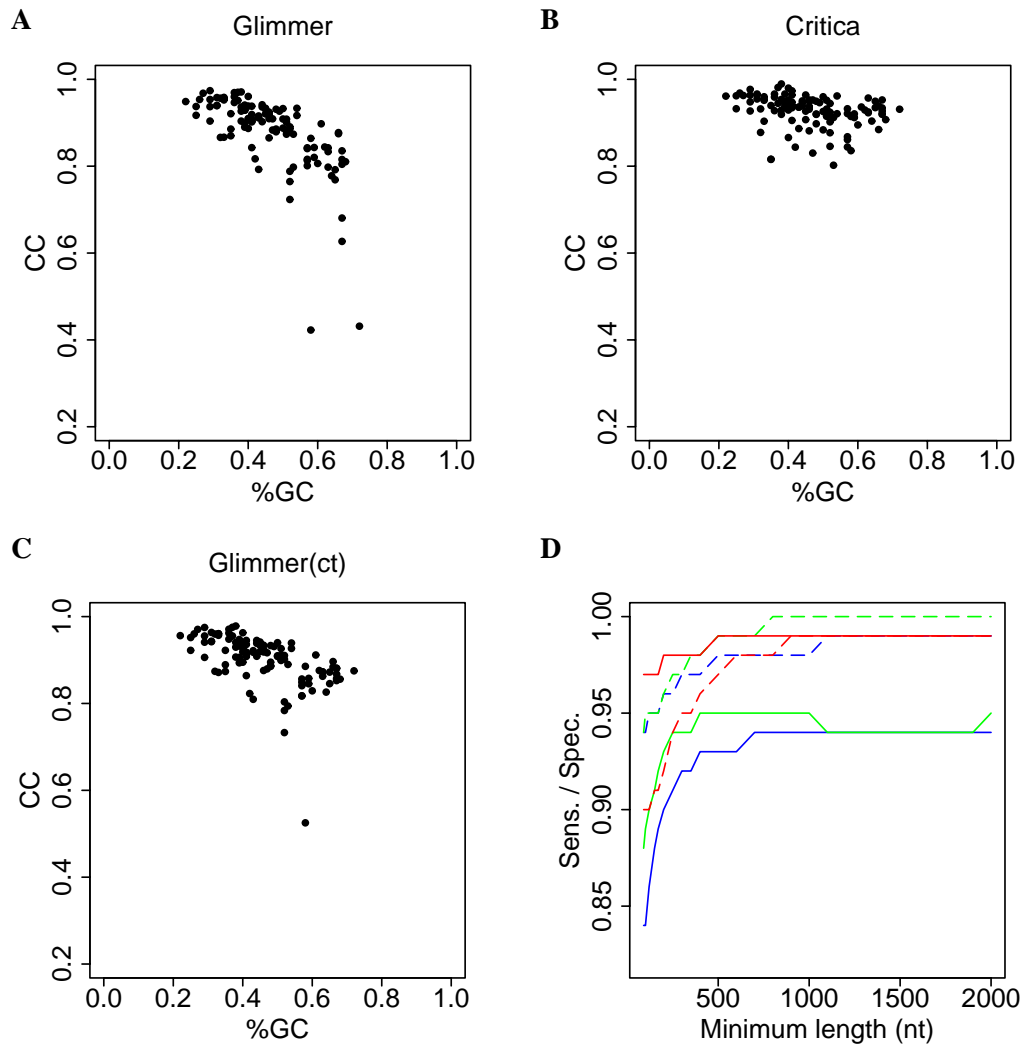 A
Glimmer
CC
1.0
0.8
0.6
0.4
0.2
0.0 0.2 0.4 0.6 0.8 1.0
%GC
B
Critica
CC
1.0
0.8
0.6
0.4
0.2
0.0 0.2 0.4 0.6 0.8 1.0
%GC
C
Glimmer(ct)
CC
1.0
0.8
0.6
0.4
0.2
0.0 0.2 0.4 0.6 0.8 1.0
%GC
D
Sens. / Spec.
1.00
0.95
0.90
0.85
500 1000 1500 2000
Minimum length (nt)